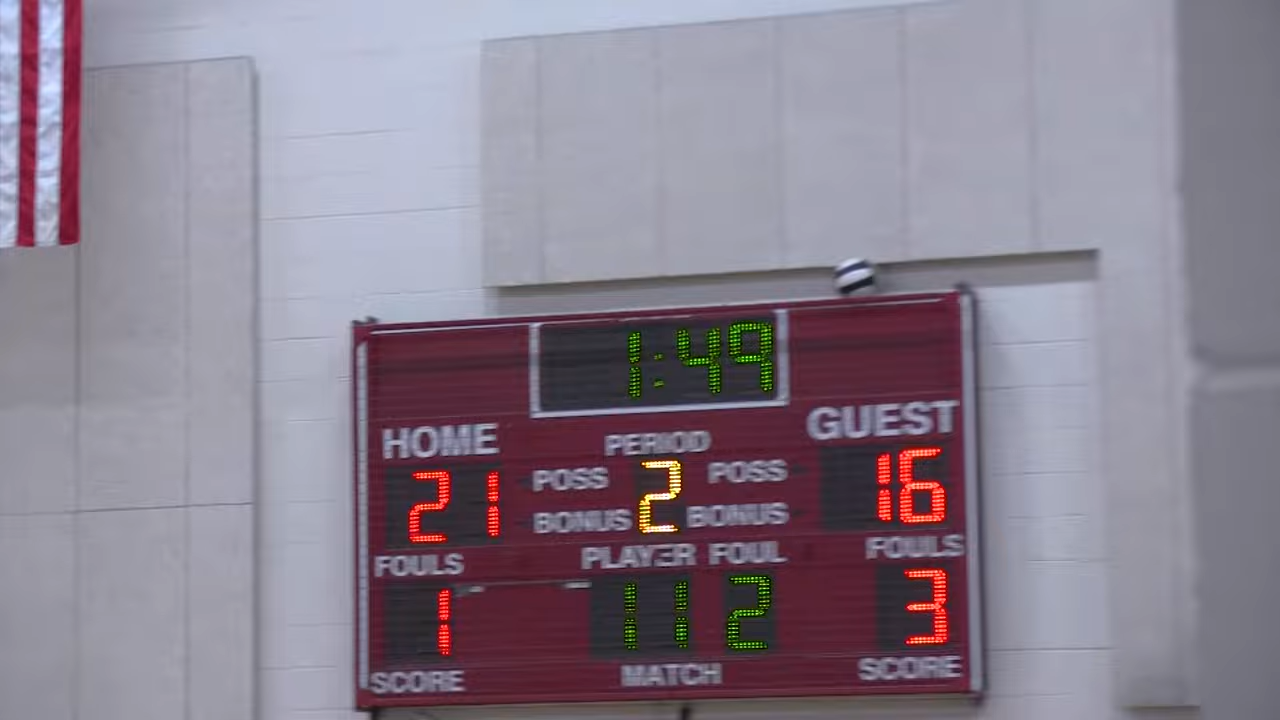 1:49
HOME PERIOD GUEST
21 POSS 2 POSS 16
BONUS BONUS
FOULS PLAYER FOUL FOULS
1 11 2 3
SCORE MATCH SCORE